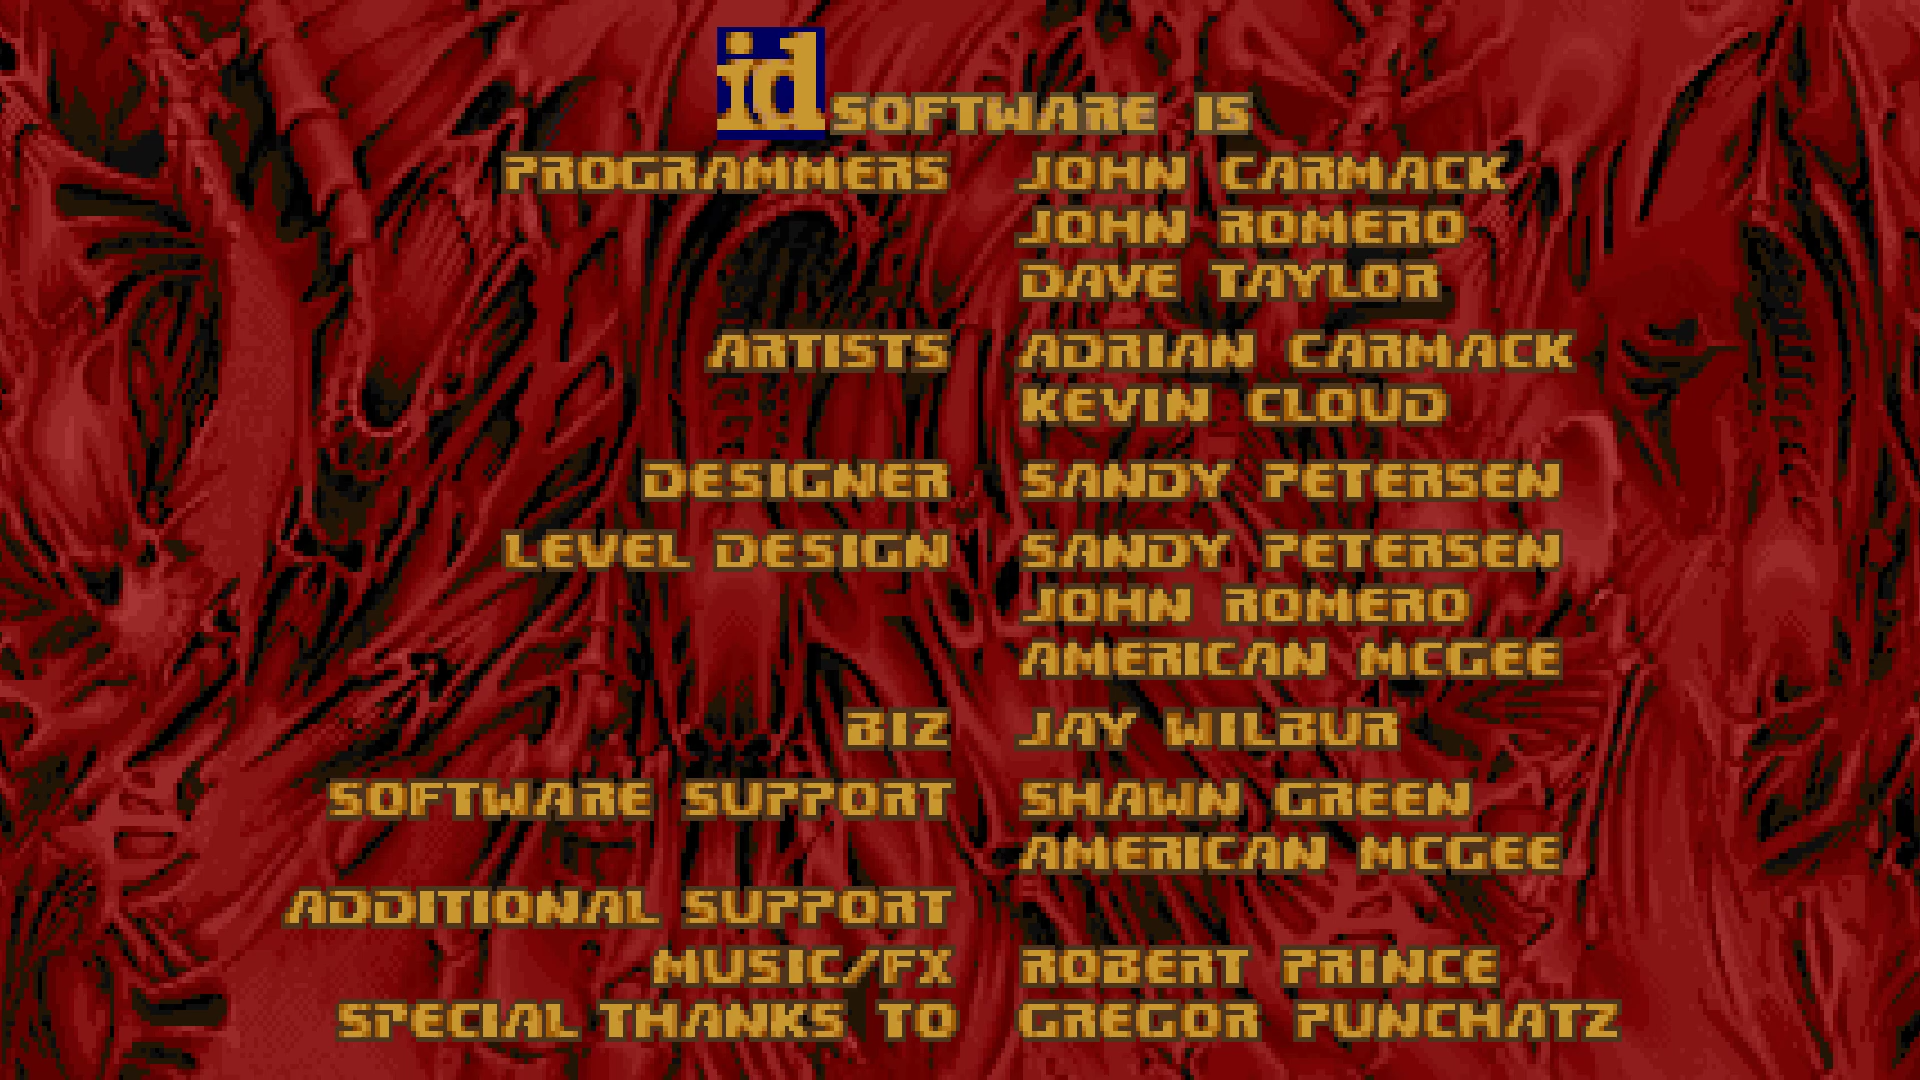 id SOFTWARE IS
PROGRAMMERS JOHN CARMACK
JOHN ROMERO
DAVE TAYLOR
ARTISTS ADRIAN CARMACK
KEVIN CLOUD
DESIGNER SANDY PETERSEN
LEVEL DESIGN SANDY PETERSEN
JOHN ROMERO
AMERICAN MCGEE
BIZ JAY WILBUR
SOFTWARE SUPPORT SHAWN GREEN
AMERICAN MCGEE
ADDITIONAL SUPPORT
MUSIC/FX ROBERT PRINCE
SPECIAL THANKS TO GREGOR PUNCHATZ